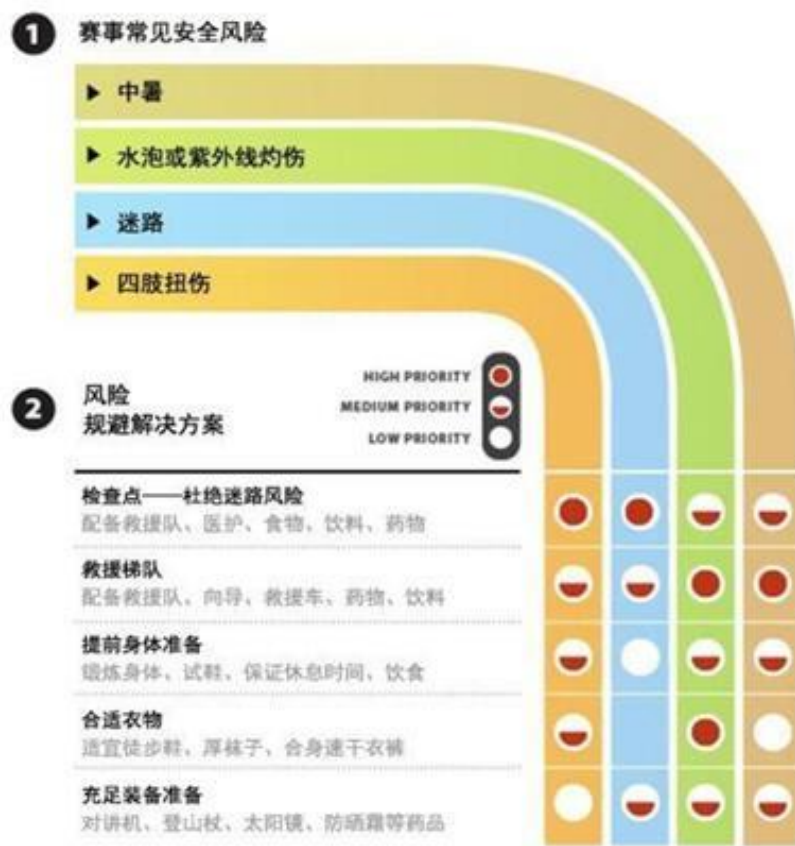 1 赛事常见安全风险
中暑
水泡或紫外线灼伤
迷路
四肢扭伤
2 风险
规避解决方案
HIGH PRIORITY
MEDIUM PRIORITY
LOW PRIORITY
检查点——杜绝迷路风险
配备救援队、医护、食物、饮料、药物
救援梯队
配备救援队、向导、救援车、药物、饮料
提前身体准备
锻炼身体、试鞋、保证休息时间、饮食
合适衣物
适宜徒步鞋、厚袜子、合身速干衣裤
充足装备准备
对讲机、登山杖、太阳镜、防晒霜等药品